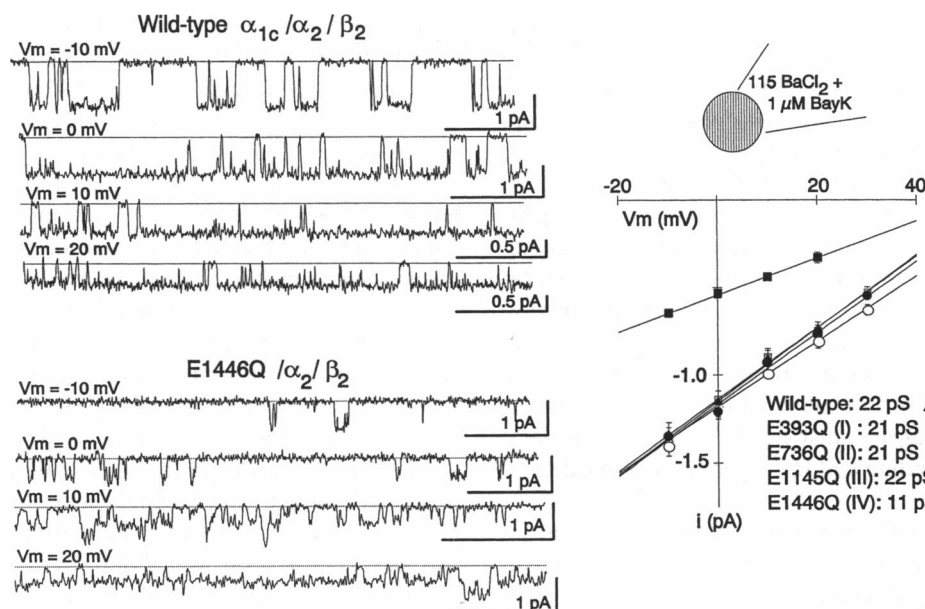 Wild-type α1c /α2/ β2
Vm = -10 mV
1 pA
Vm = 0 mV
1 pA
Vm = 10 mV
0.5 pA
Vm = 20 mV
0.5 pA
E1446Q /α2/ β2
Vm = -10 mV
1 pA
Vm = 0 mV
1 pA
Vm = 10 mV
1 pA
Vm = 20 mV
1 pA
115 BaCl2 +
1 µM BayK
-20 0 20 40
Vm (mV)
-1.0
-1.5
i (pA)
Wild-type: 22 pS
E393Q (I) : 21 pS
E736Q (II) : 21 pS
E1145Q (III): 22 pS
E1446Q (IV): 11 p